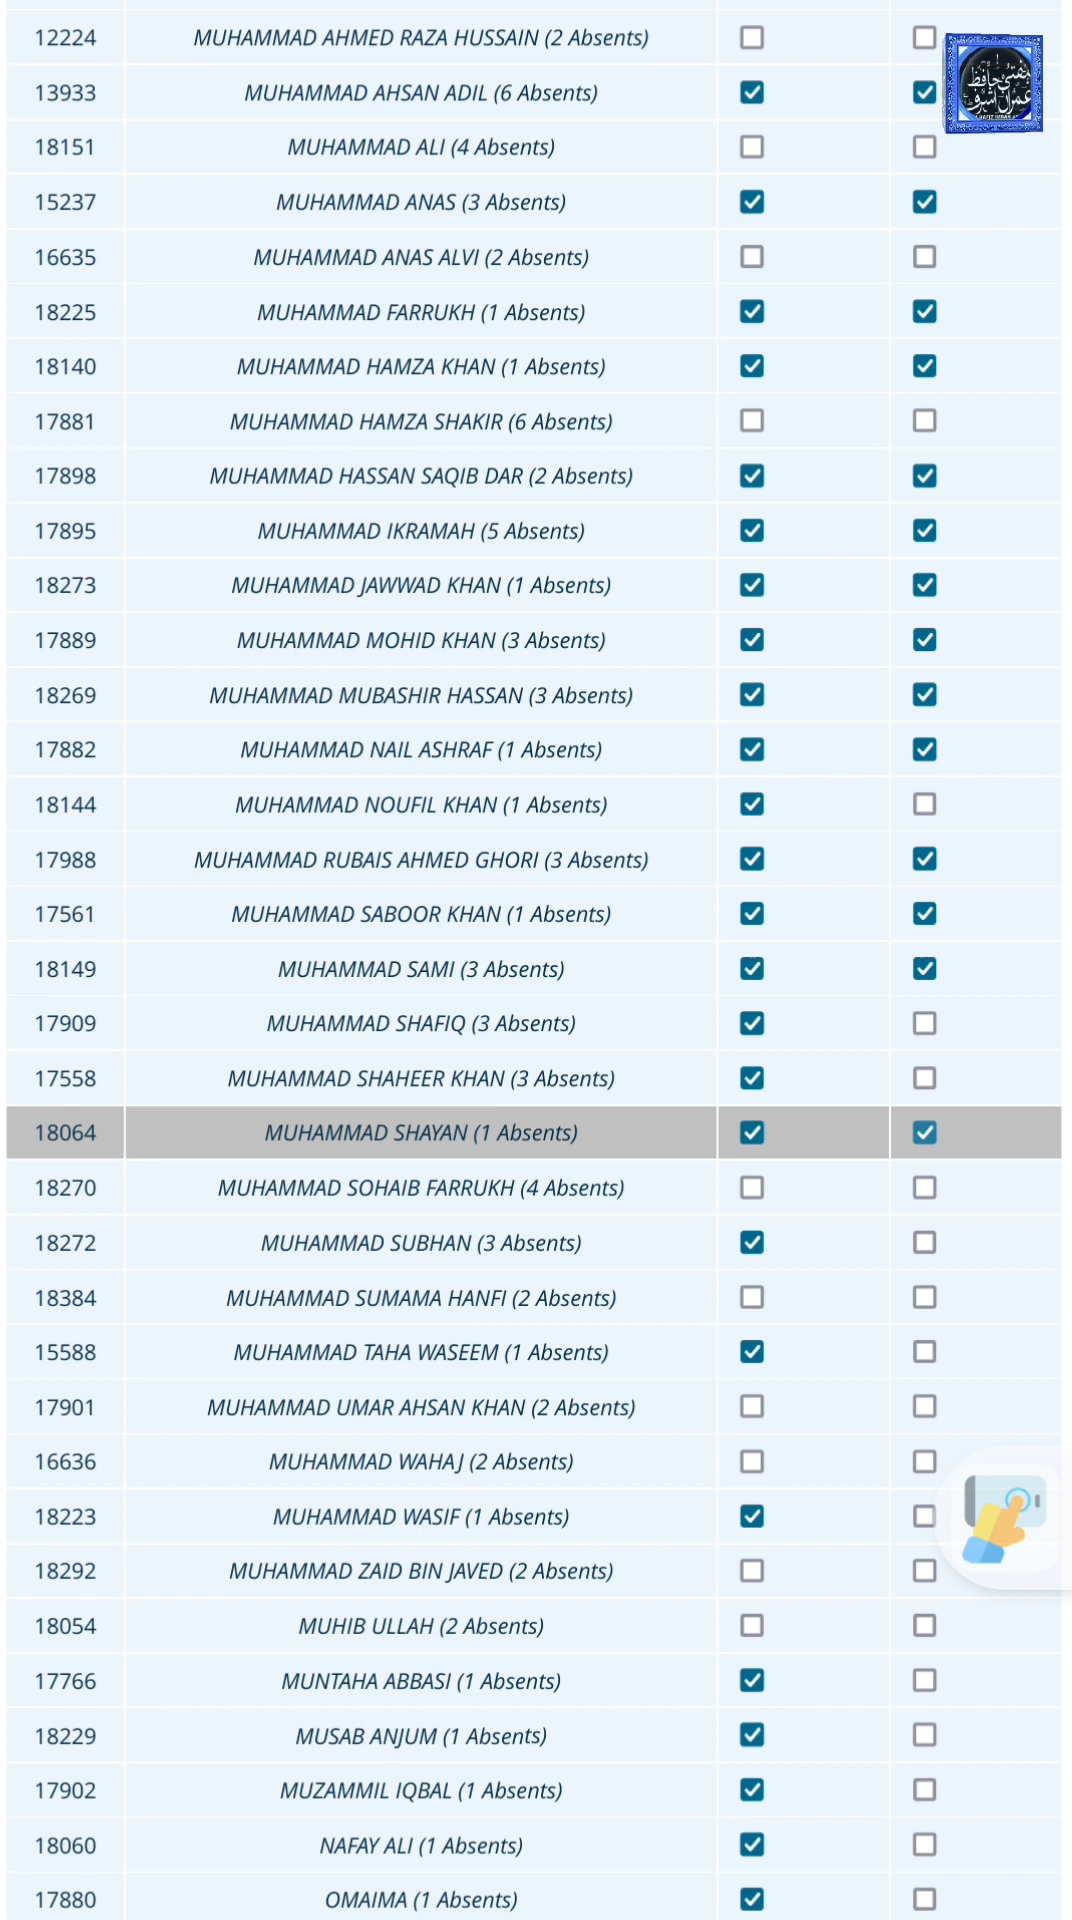 12224 MUHAMMAD AHMED RAZA HUSSAIN (2 Absents)
13933 MUHAMMAD AHSAN ADIL (6 Absents)
18151 MUHAMMAD ALI (4 Absents)
15237 MUHAMMAD ANAS (3 Absents)
16635 MUHAMMAD ANAS ALVI (2 Absents)
18225 MUHAMMAD FARRUKH (1 Absents)
18140 MUHAMMAD HAMZA KHAN (1 Absents)
17881 MUHAMMAD HAMZA SHAKIR (6 Absents)
17898 MUHAMMAD HASSAN SAQIB DAR (2 Absents)
17895 MUHAMMAD IKRAMAH (5 Absents)
18273 MUHAMMAD JAWWAD KHAN (1 Absents)
17889 MUHAMMAD MOHID KHAN (3 Absents)
18269 MUHAMMAD MUBASHIR HASSAN (3 Absents)
17882 MUHAMMAD NAIL ASHRAF (1 Absents)
18144 MUHAMMAD NOUFIL KHAN (1 Absents)
17988 MUHAMMAD RUBAIS AHMED GHORI (3 Absents)
17561 MUHAMMAD SABOOR KHAN (1 Absents)
18149 MUHAMMAD SAMI (3 Absents)
17909 MUHAMMAD SHAFIQ (3 Absents)
17558 MUHAMMAD SHAHEER KHAN (3 Absents)
18064 MUHAMMAD SHAYAN (1 Absents)
18270 MUHAMMAD SOHAIB FARRUKH (4 Absents)
18272 MUHAMMAD SUBHAN (3 Absents)
18384 MUHAMMAD SUMAMA HANFI (2 Absents)
15588 MUHAMMAD TAHA WASEEM (1 Absents)
17901 MUHAMMAD UMAR AHSAN KHAN (2 Absents)
16636 MUHAMMAD WAHAJ (2 Absents)
18223 MUHAMMAD WASIF (1 Absents)
18292 MUHAMMAD ZAID BIN JAVED (2 Absents)
18054 MUHIB ULLAH (2 Absents)
17766 MUNTAHA ABBASI (1 Absents)
18229 MUSAB ANJUM (1 Absents)
17902 MUZAMMIL IQBAL (1 Absents)
18060 NAFAY ALI (1 Absents)
17880 OMAIMA (1 Absents)